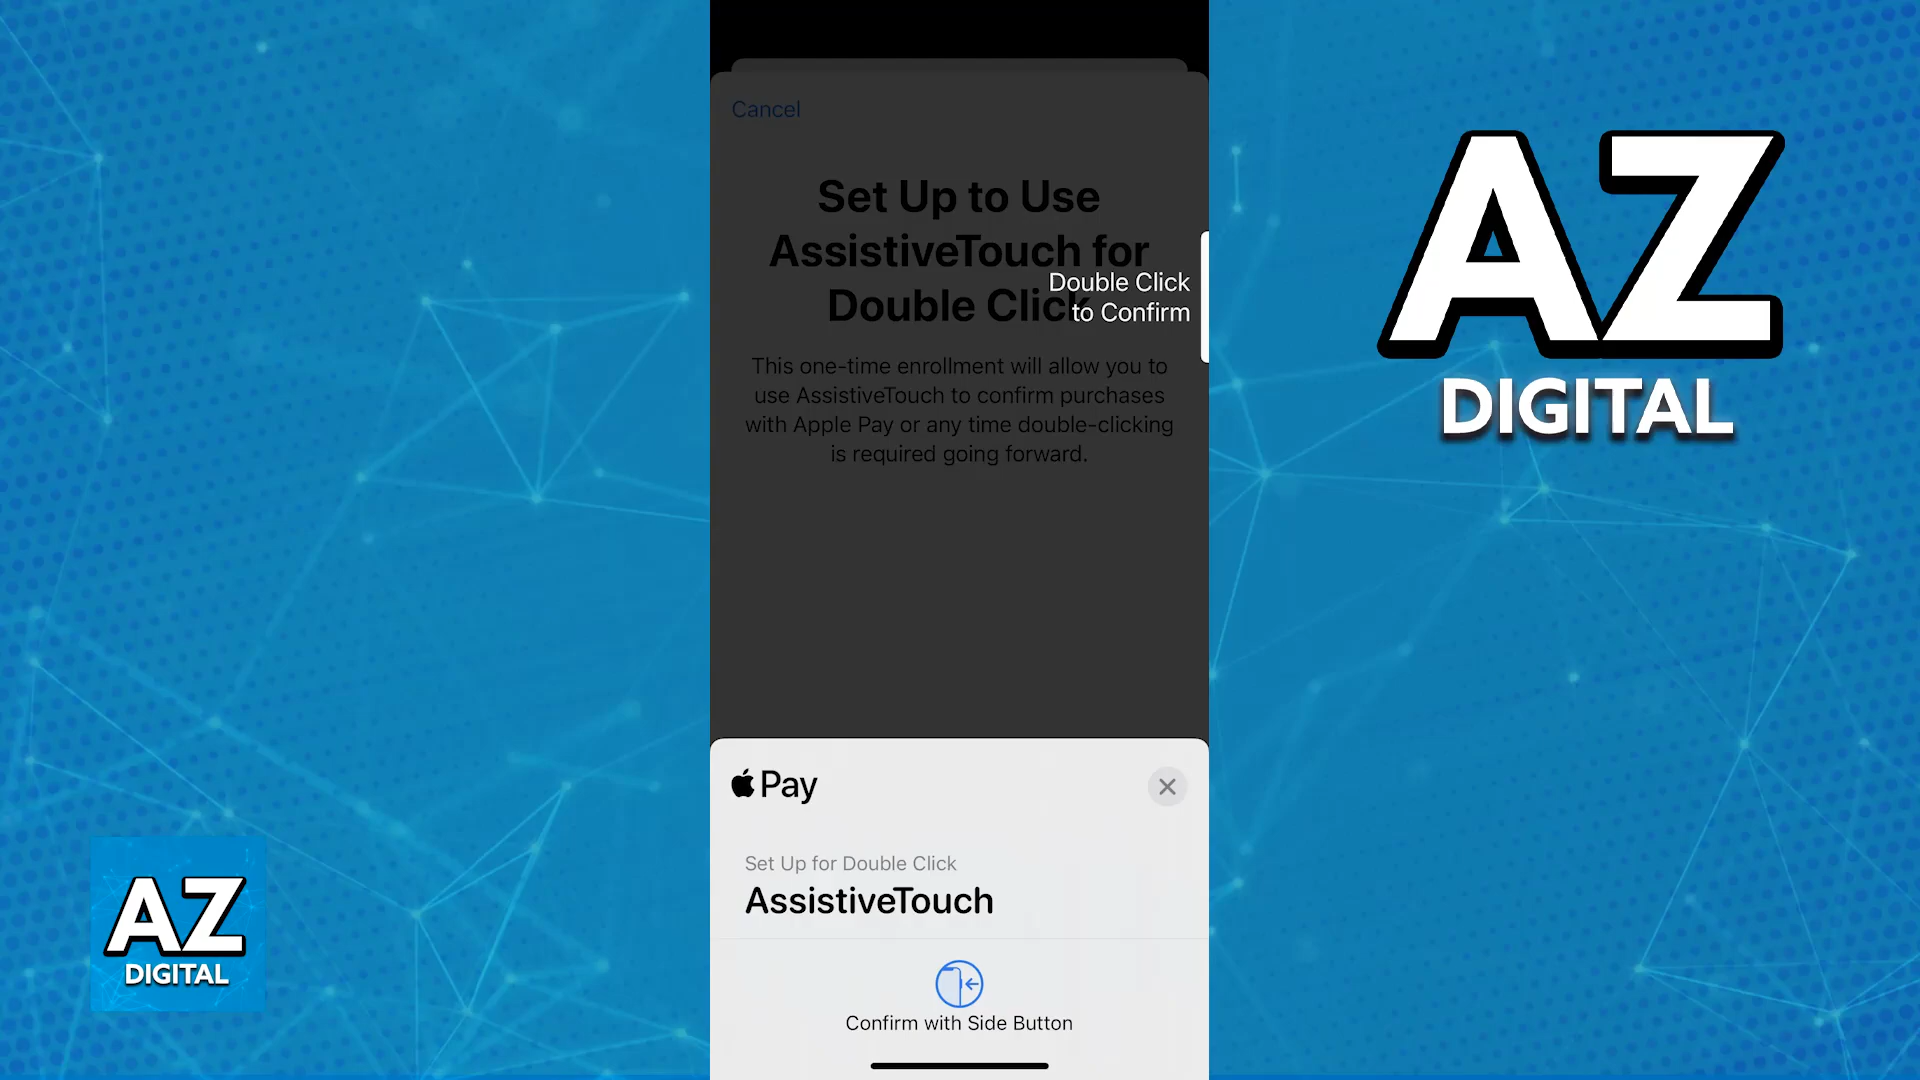 Cancel
Set Up to Use
AssistiveTouch for
Double Click
Double Click
to Confirm
This one-time enrollment will allow you to
use AssistiveTouch to confirm purchases
with Apple Pay or any time double-clicking
is required going forward.
Pay
Set Up for Double Click
AssistiveTouch
Confirm with Side Button
AZ
DIGITAL
AZ
DIGITAL